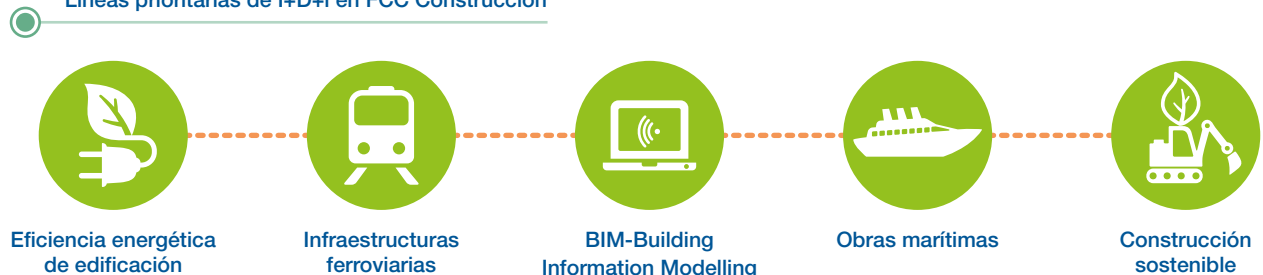 Líneas prioritarias de I+D+i en FCC Construcción
Eficiencia energética
de edificación
Infraestructuras
ferroviarias
BIM-Building
Information Modelling
Obras marítimas
Construcción
sostenible